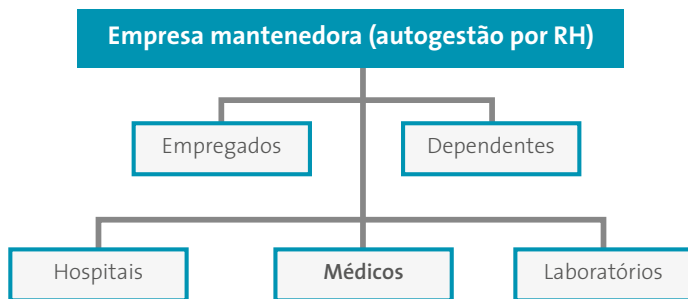 Empresa mantenedora (autogestão por RH)
Empregados
Dependentes
Hospitais
Médicos
Laboratórios